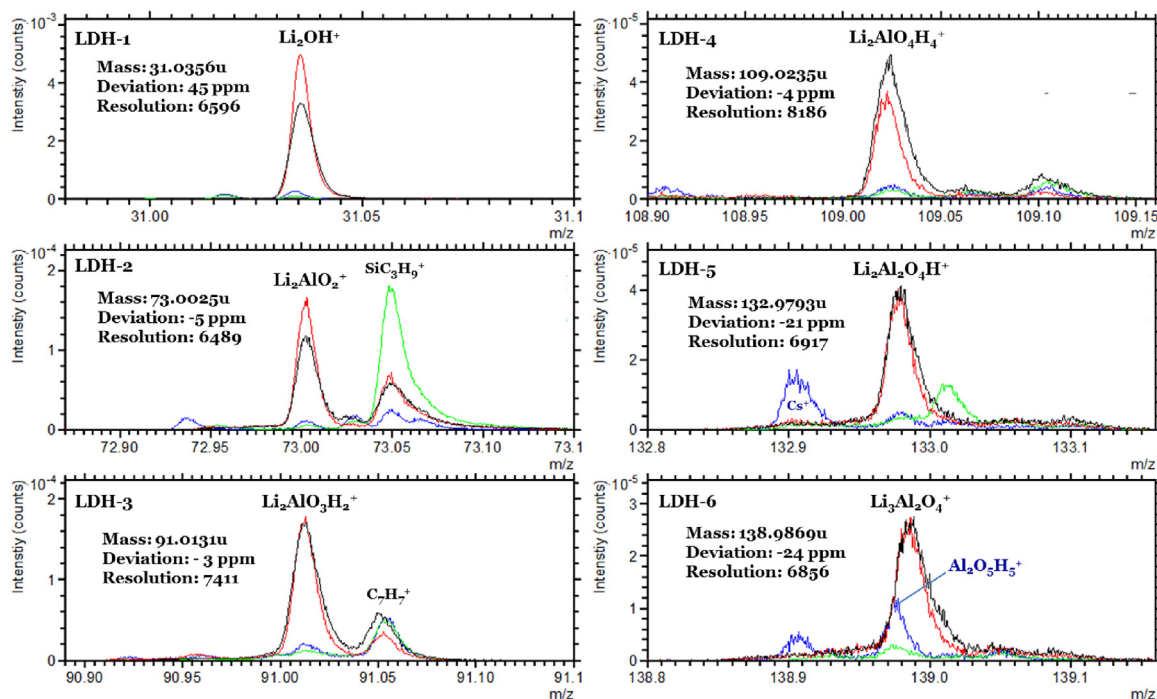 LDH-1
Li₂OH⁺
Mass: 31.0356u
Deviation: 45 ppm
Resolution: 6596
Intenstiy (counts)
·10⁻³
4
2
0
31.00
31.05
31.1
m/z
LDH-2
Li₂AlO₂⁺
SiC₃H₉⁺
Mass: 73.0025u
Deviation: -5 ppm
Resolution: 6489
Intenstiy (counts)
·10⁻⁴
2
1
0
72.90
72.95
73.00
73.05
73.10
73.1
m/z
LDH-3
Li₂AlO₃H₂⁺
C₇H₇⁺
Mass: 91.0131u
Deviation: - 3 ppm
Resolution: 7411
Intenstiy (counts)
·10⁻⁴
2
1
0
90.90
90.95
91.00
91.05
91.10
91.1
m/z
LDH-4
Li₂AlO₄H₄⁺
Mass: 109.0235u
Deviation: -4 ppm
Resolution: 8186
Intenstiy (counts)
·10⁻⁵
4
2
0
108.90
108.95
109.00
109.05
109.10
109.15
m/z
LDH-5
Li₂Al₂O₄H⁺
Mass: 132.9793u
Deviation: -21 ppm
Resolution: 6917
Cs⁺
Intenstiy (counts)
·10⁻⁵
4
2
0
132.8
132.9
133.0
133.1
m/z
LDH-6
Li₃Al₂O₄⁺
Mass: 138.9869u
Deviation: -24 ppm
Resolution: 6856
Al₂O₅H₅⁺
Intenstiy (counts)
·10⁻⁵
3
2
1
0
138.8
138.9
139.0
139.1
m/z